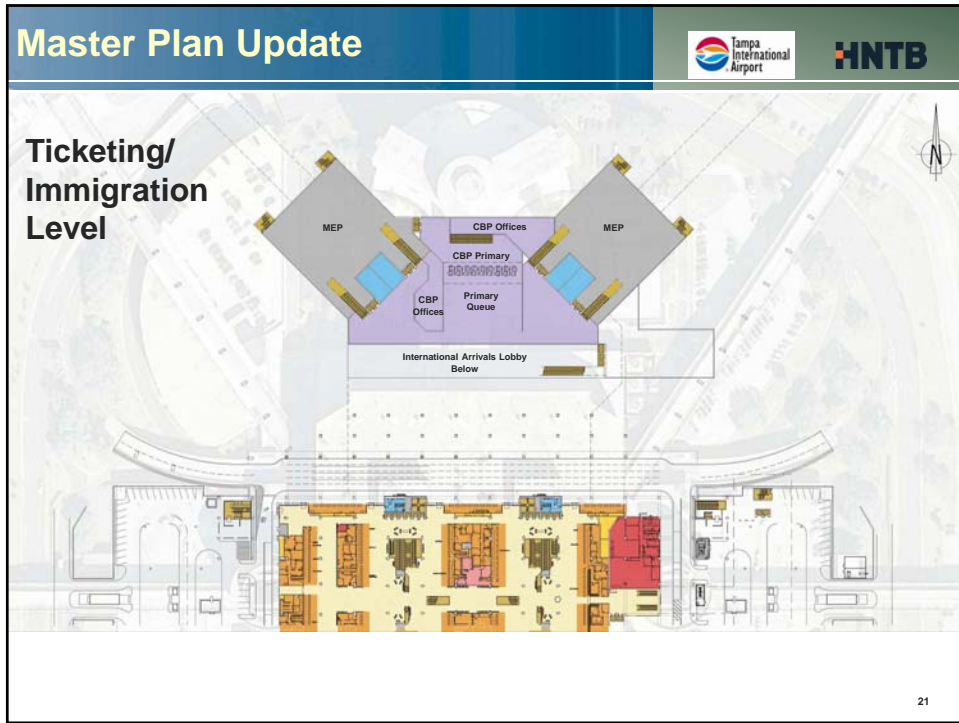 Master Plan Update
Tampa
International
Airport
HNTB
Ticketing/
Immigration
Level
N
MEP
CBP Offices
MEP
CBP Primary
CBP
Offices
Primary
Queue
International Arrivals Lobby
Below
21